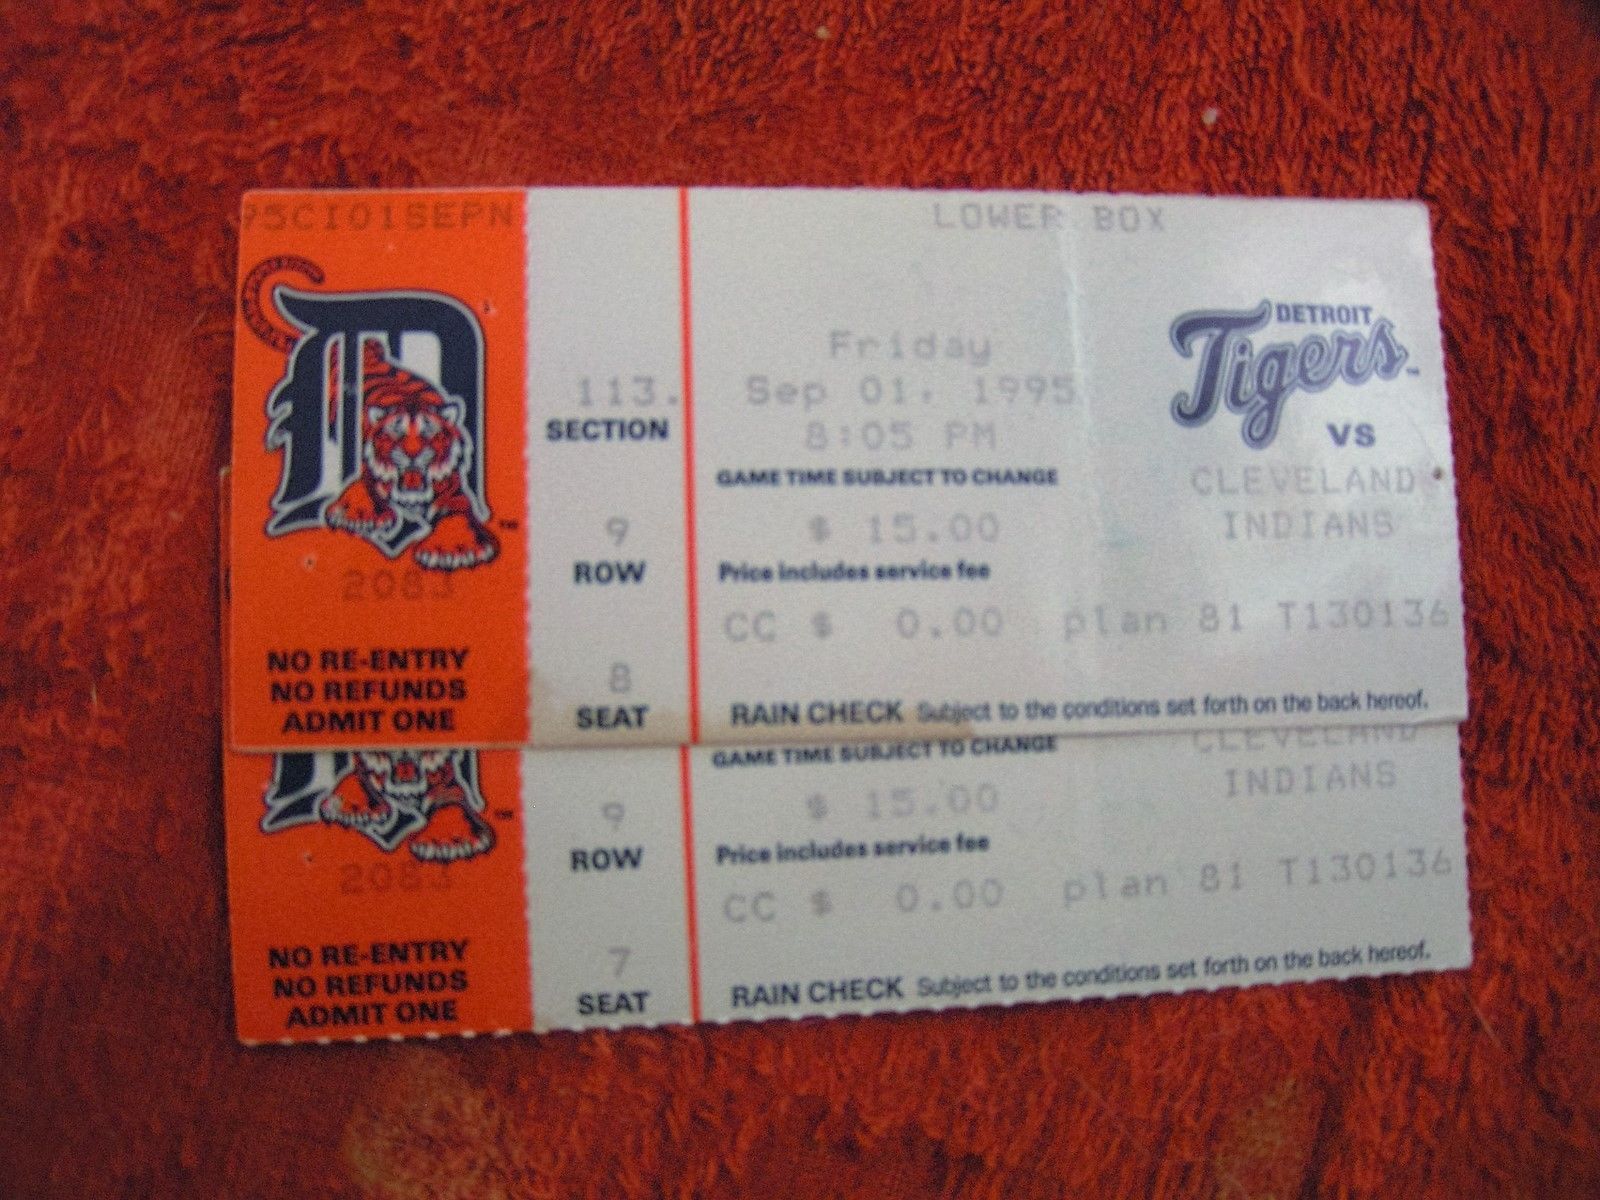 95CI01SEPN
LOWER BOX
DETROIT
Tigers
VS
CLEVELAND
INDIANS
Friday
Sep 01, 1995
8:05 PM
GAME TIME SUBJECT TO CHANGE
$ 15.00
Price includes service fee
CC $ 0.00 plan 81 T130136
RAIN CHECK Subject to the conditions set forth on the back hereof.
113.
SECTION
9
ROW
8
SEAT
2083
NO RE-ENTRY
NO REFUNDS
ADMIT ONE
GAME TIME SUBJECT TO CHANGE
CLEVELAND
INDIANS
$ 15.00
Price includes service fee
CC $ 0.00 plan 81 T130136
RAIN CHECK Subject to the conditions set forth on the back hereof.
9
ROW
7
SEAT
2083
NO RE-ENTRY
NO REFUNDS
ADMIT ONE